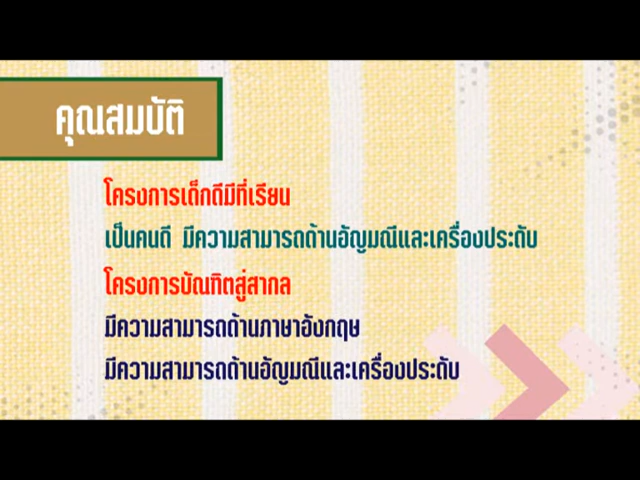 คุณสมบัติ
โครงการเด็กดีมีที่เรียน
เป็นคนดี มีความสามารถด้านอัญมณีและเครื่องประดับ
โครงการบัณฑิตสู่สากล
มีความสามารถด้านภาษาอังกฤษ
มีความสามารถด้านอัญมณีและเครื่องประดับ